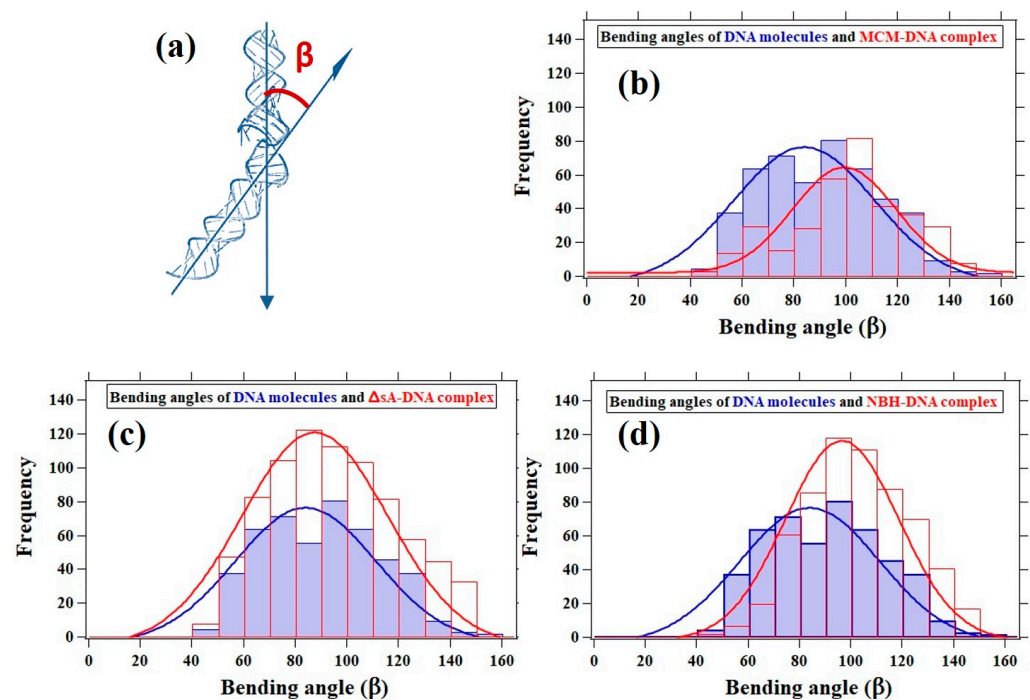 (a)
β
Bending angles of DNA molecules and MCM-DNA complex
(b)
Frequency
140
120
100
80
60
40
20
0
0 20 40 60 80 100 120 140 160
Bending angle (β)
Bending angles of DNA molecules and ΔsA-DNA complex
(c)
Frequency
140
120
100
80
60
40
20
0
0 20 40 60 80 100 120 140 160
Bending angle (β)
Bending angles of DNA molecules and NBH-DNA complex
(d)
Frequency
140
120
100
80
60
40
20
0
0 20 40 60 80 100 120 140 160
Bending angle (β)